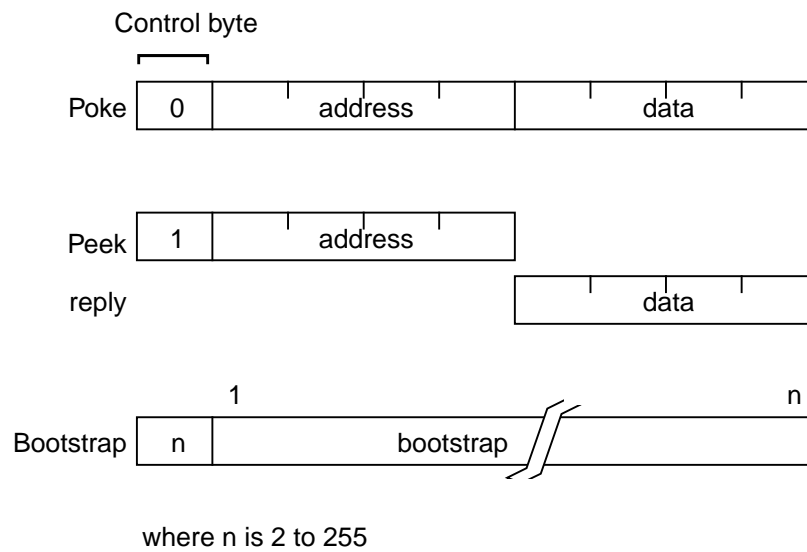 Control byte
Poke 0 address data
Peek 1 address
reply data
1 n
Bootstrap n bootstrap
where n is 2 to 255